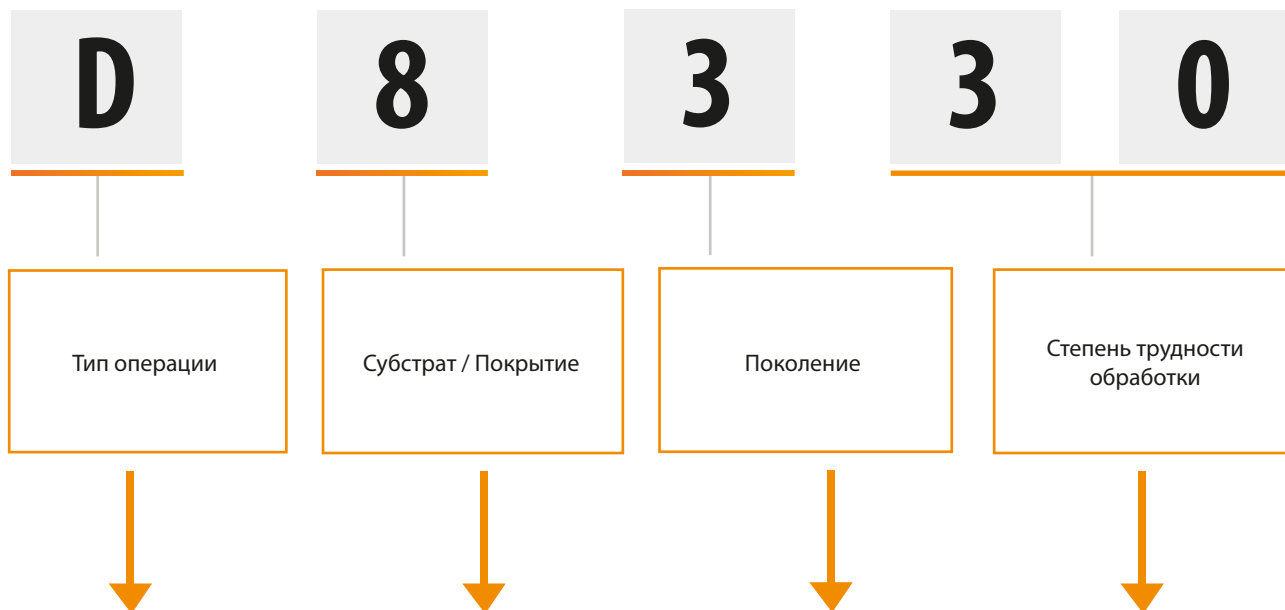 D 8 3 3 0
Тип операции
Субстрат / Покрытие
Поколение
Степень трудности
обработки